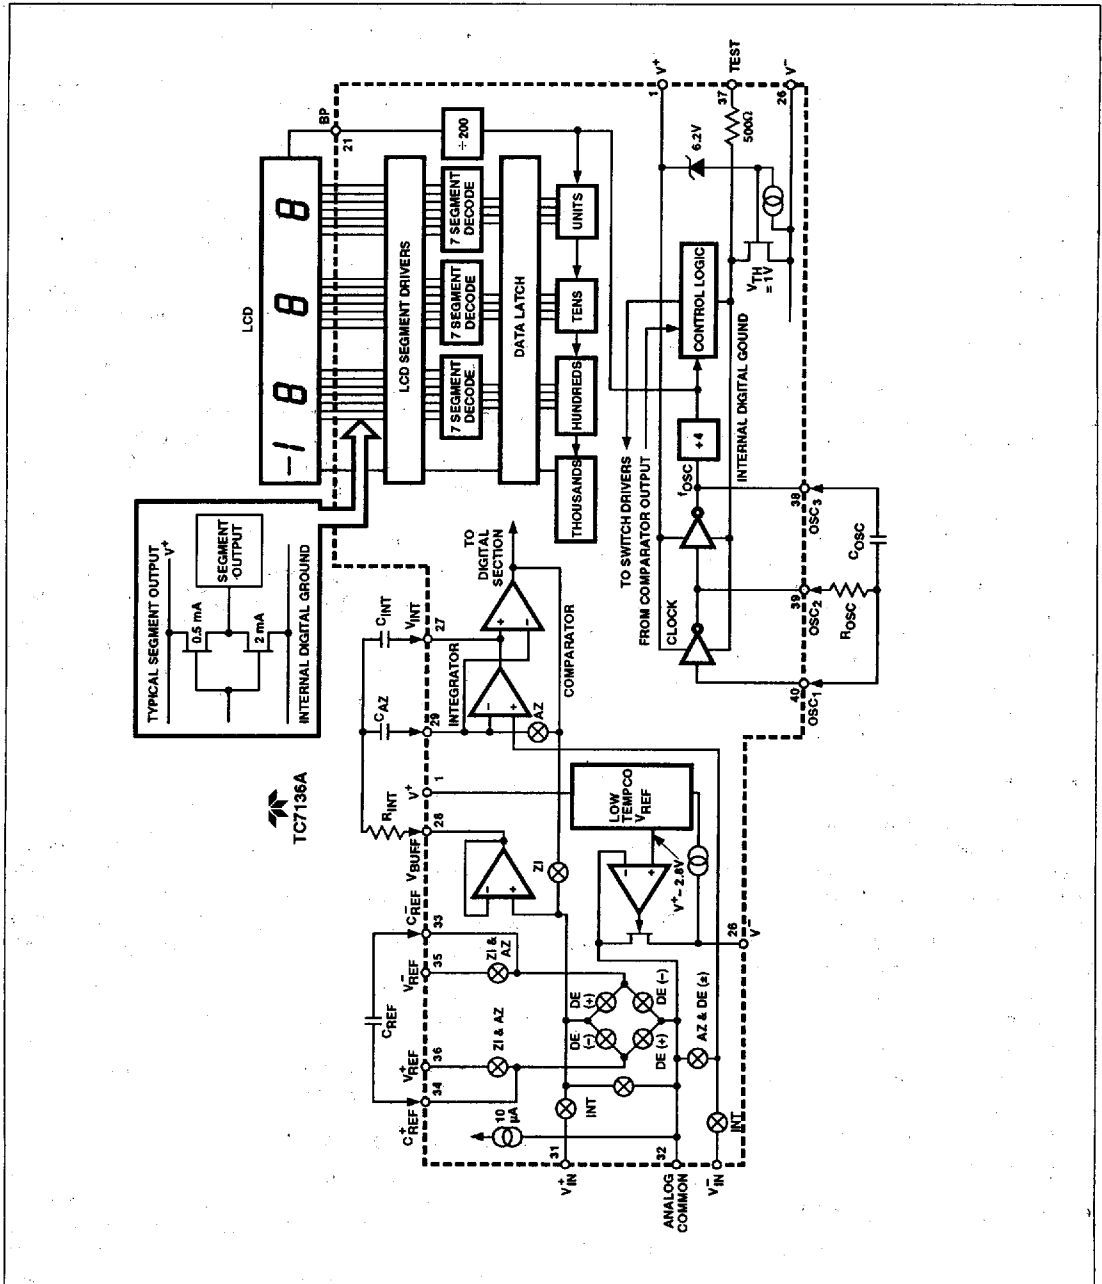 TC7136A
TYPICAL SEGMENT OUTPUT
V+
0.5 mA
2 mA
SEGMENT
OUTPUT
INTERNAL DIGITAL GROUND
LCD
-1 8 8 8
BP
21
LCD SEGMENT DRIVERS
7 SEGMENT
DECODE
7 SEGMENT
DECODE
7 SEGMENT
DECODE
÷ 200
DATA LATCH
THOUSANDS
HUNDREDS
TENS
UNITS
CREF
RINT
CAZ
CINT
C+REF
34
V+REF
36
V-REF
35
C-REF
33
VBUFF
28
V+
1
29
INTEGRATOR
VINT
27
TO
DIGITAL
SECTION
COMPARATOR
10
µA
ZI & AZ
ZI &
AZ
ZI
AZ
V+IN
31
INT
DE
(–)
DE
(+)
DE (+)
DE (–)
LOW
TEMPCO
VREF
V+ – 2.8V
ANALOG
COMMON
32
AZ & DE (±)
V-IN
INT
26
V-
TO SWITCH DRIVERS
FROM COMPARATOR OUTPUT
CLOCK
fOSC
÷4
CONTROL LOGIC
INTERNAL DIGITAL GOUND
6.2V
500Ω
VTH
= 1V
1
V+
37
TEST
26
V-
40
OSC1
39
OSC2
38
OSC3
ROSC
COSC